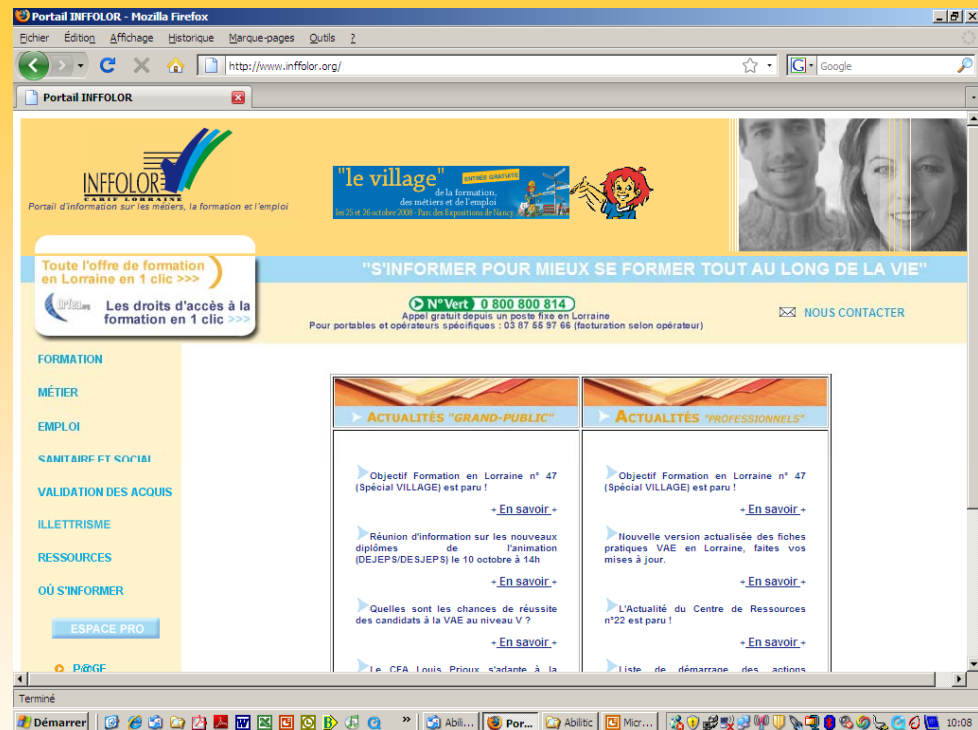 Portail INFFOLOR - Mozilla Firefox
Eichier Édition Affichage Historique Marque-pages Outils ?
http://www.inffolor.org/
G Google
Portail INFFOLOR
INFFOLOR
CARIF LORRAINE
Portail d'information sur les métiers, la formation et l'emploi
"le village" ENTRÉE GRATUITE
de la formation,
des métiers et de l'emploi
les 25 et 26 octobre 2008 - Parc des Expositions de Nancy
Toute l'offre de formation
en Lorraine en 1 clic >>>
Les droits d'accès à la
formation en 1 clic >>>
"S'INFORMER POUR MIEUX SE FORMER TOUT AU LONG DE LA VIE"
N° Vert 0 800 800 814
Appel gratuit depuis un poste fixe en Lorraine
Pour portables et opérateurs spécifiques : 03 87 55 97 66 (facturation selon opérateur)
NOUS CONTACTER
FORMATION
MÉTIER
EMPLOI
SANITAIRE ET SOCIAL
VALIDATION DES ACQUIS
ILLETTRISME
RESSOURCES
OÙ S'INFORMER
ESPACE PRO
P@GE
ACTUALITÉS "GRAND-PUBLIC"
Objectif Formation en Lorraine n° 47
(Spécial VILLAGE) est paru !
+ En savoir +
Réunion d'information sur les nouveaux
diplômes de l'animation
(DEJEPS/DESJEPS) le 10 octobre à 14h
+ En savoir +
Quelles sont les chances de réussite
des candidats à la VAE au niveau V ?
+ En savoir +
Le CFA Louis Prioux s'adapte à la
ACTUALITÉS "PROFESSIONNELS"
Objectif Formation en Lorraine n° 47
(Spécial VILLAGE) est paru !
+ En savoir +
Nouvelle version actualisée des fiches
pratiques VAE en Lorraine, faites vos
mises à jour.
+ En savoir +
L'Actualité du Centre de Ressources
n°22 est paru !
+ En savoir +
Liste de démarrage des actions
Terminé
Démarrer » Abili... Por... Abilitic Micr... 10:08